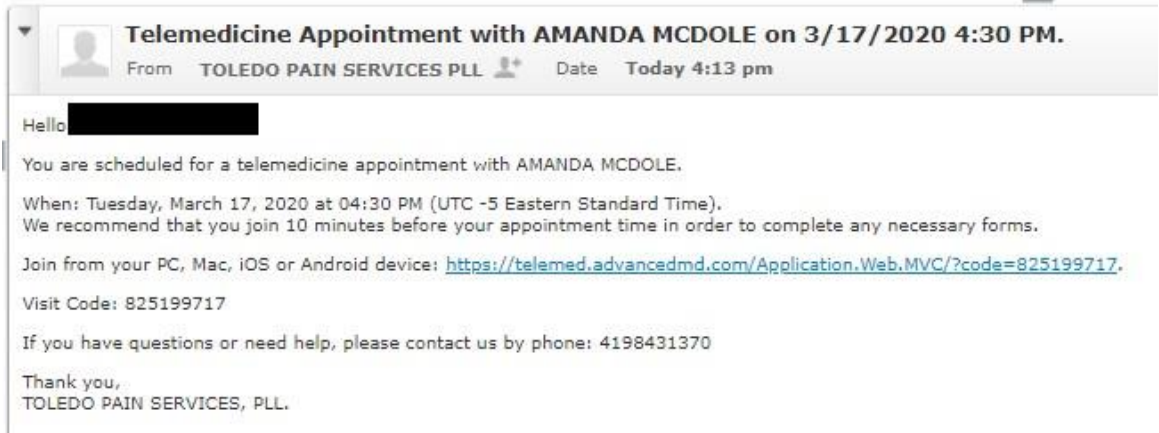 Telemedicine Appointment with AMANDA MCDOLE on 3/17/2020 4:30 PM.
From TOLEDO PAIN SERVICES PLL Date Today 4:13 pm
Hello
You are scheduled for a telemedicine appointment with AMANDA MCDOLE.
When: Tuesday, March 17, 2020 at 04:30 PM (UTC -5 Eastern Standard Time).
We recommend that you join 10 minutes before your appointment time in order to complete any necessary forms.
Join from your PC, Mac, iOS or Android device: https://telemed.advancedmd.com/Application.Web.MVC/?code=825199717.
Visit Code: 825199717
If you have questions or need help, please contact us by phone: 4198431370
Thank you,
TOLEDO PAIN SERVICES, PLL.